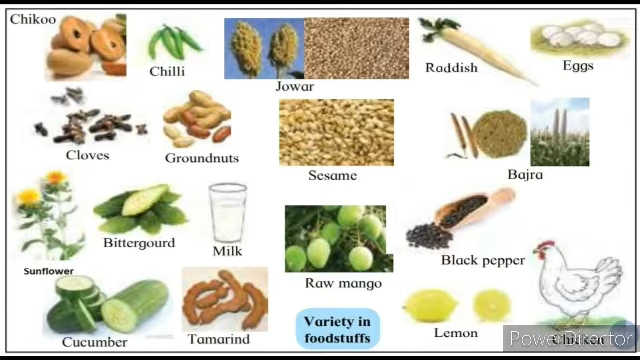 Chikoo
Chilli
Jowar
Raddish
Eggs
Cloves
Groundnuts
Sesame
Bajra
Sunflower
Bittergourd
Milk
Raw mango
Black pepper
Cucumber
Tamarind
Variety in
foodstuffs
Lemon
Chicken
PowerDirector